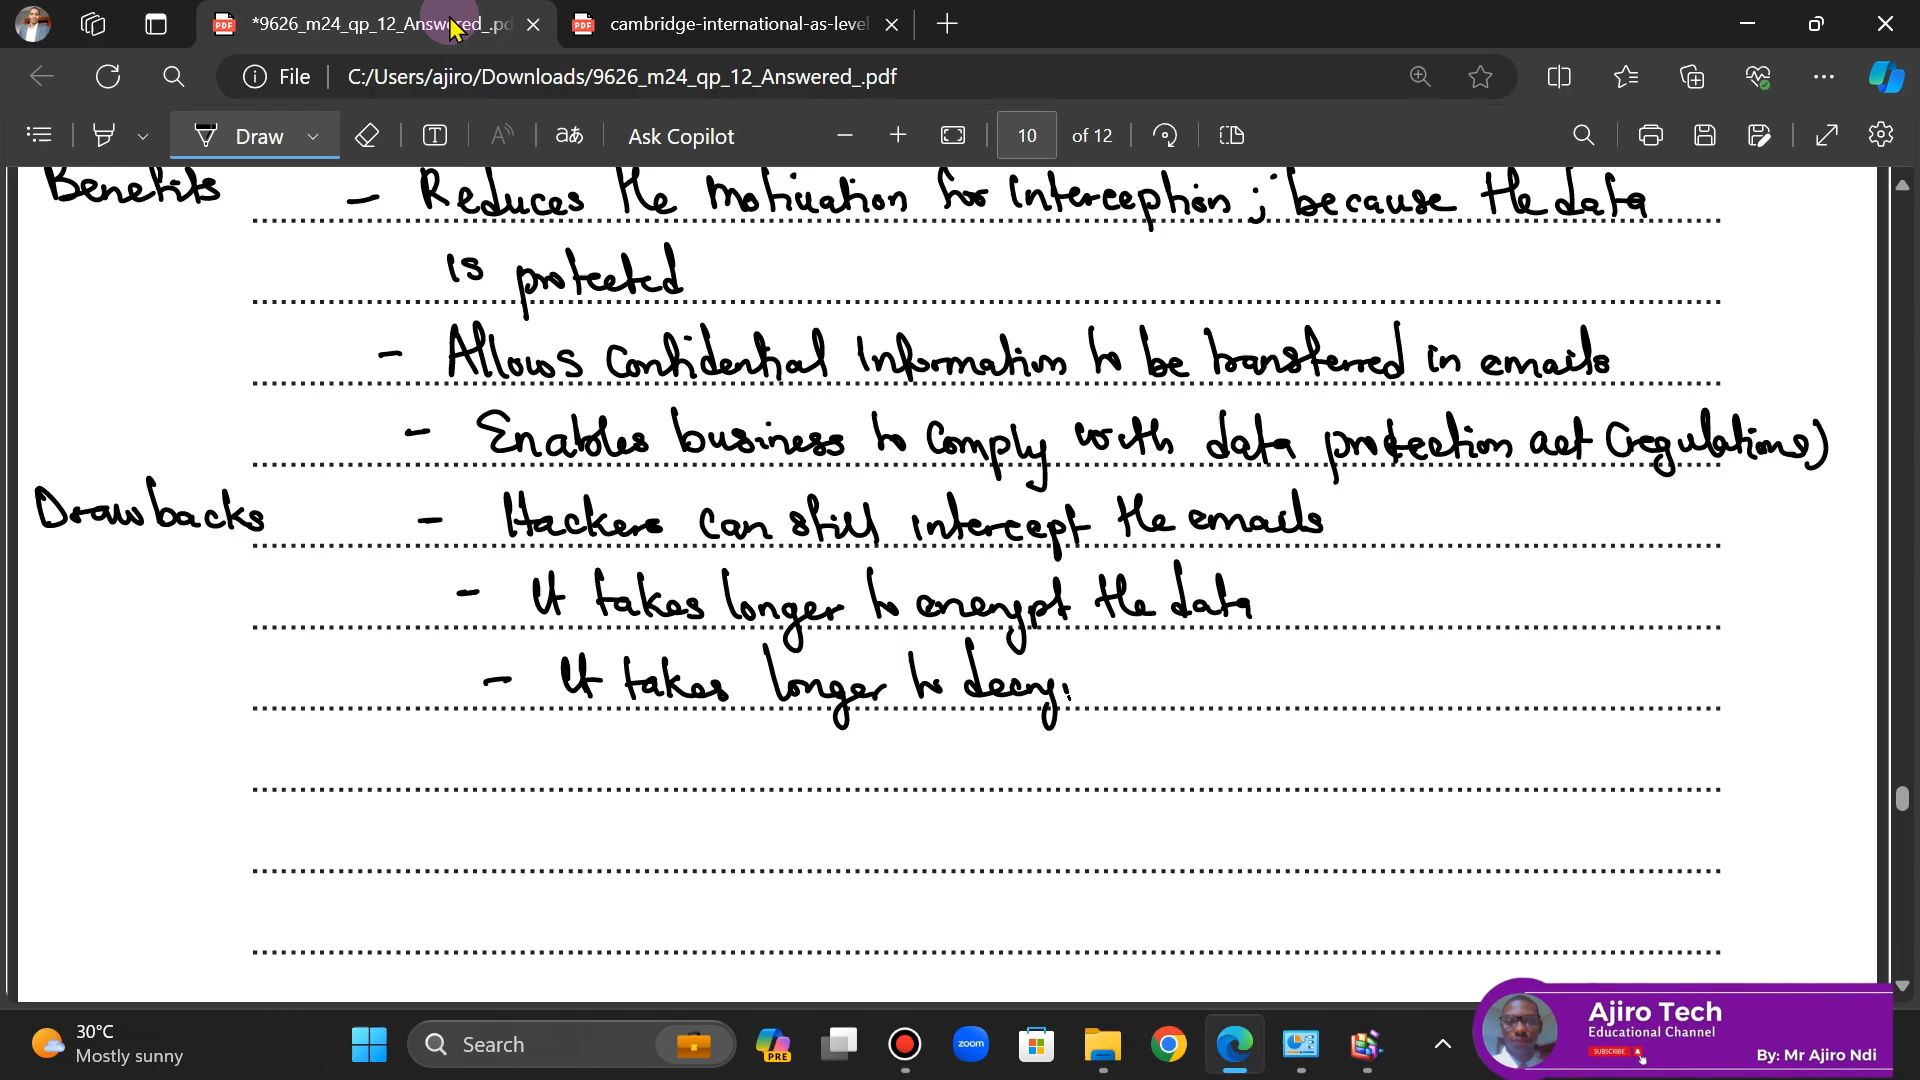 *9626_m24_qp_12_Answered_.pd
cambridge-international-as-level
File
C:/Users/ajiro/Downloads/9626_m24_qp_12_Answered_.pdf
Draw
Ask Copilot
10 of 12
Benefits - Reduces the motivation for interception; because the data
is protected
- Allows confidential information to be transferred in emails
- Enables business to comply with data protection act (regulations)
Drawbacks - Hackers can still intercept the emails
- It takes longer to encrypt the data
- It takes longer to decry
30°C
Mostly sunny
Search
PRE
zoom
Ajiro Tech
Educational Channel
SUBSCRIBE
By: Mr Ajiro Ndi